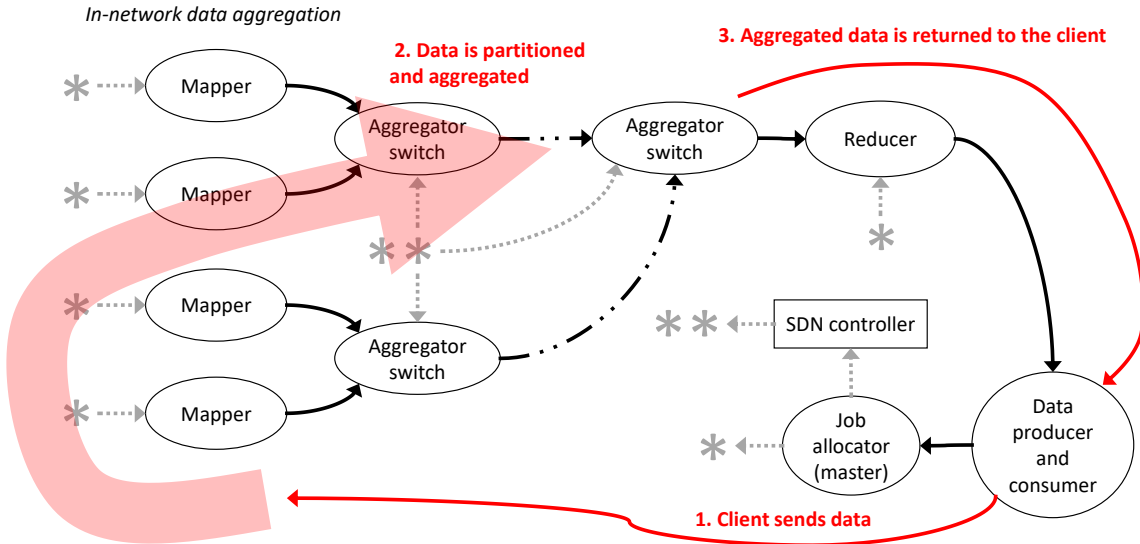 In-network data aggregation
2. Data is partitioned
and aggregated
3. Aggregated data is returned to the client
Mapper
Aggregator
switch
Aggregator
switch
Reducer
Mapper
Mapper
SDN controller
Aggregator
switch
Mapper
Job
allocator
(master)
Data
producer
and
consumer
1. Client sends data